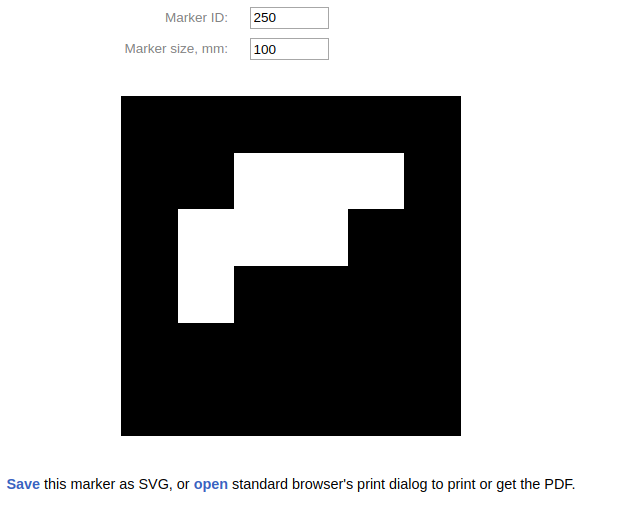 Marker ID: 250
Marker size, mm: 100
Save this marker as SVG, or open standard browser's print dialog to print or get the PDF.